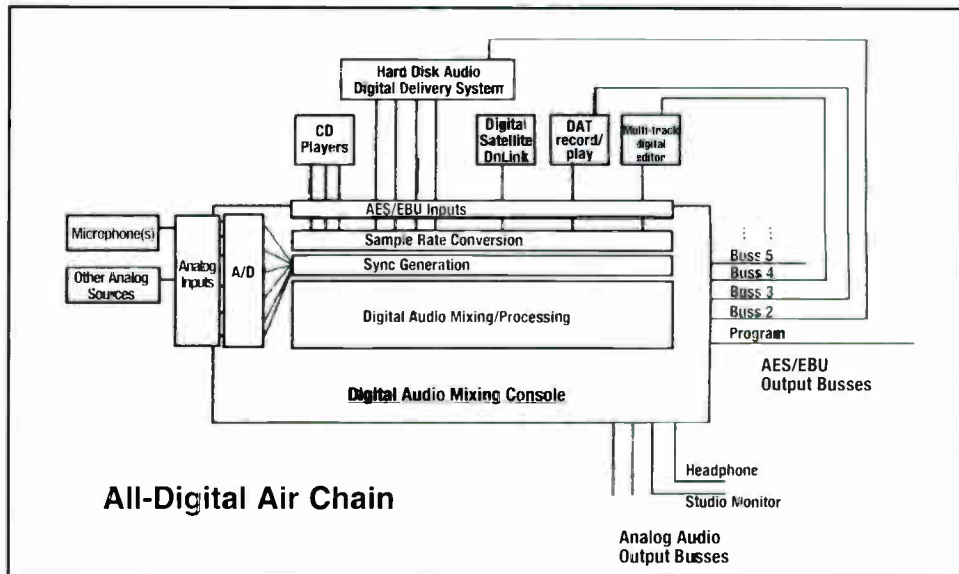 Hard Disk Audio
Digital Delivery System
CD
Players
Digital
Satellite
DnLink
DAT
record/
play
Multi-track
digital
editor
AES/EBU Inputs
Microphone(s)
Other Analog
Sources
Analog
Inputs
A/D
Sample Rate Conversion
Sync Generation
Digital Audio Mixing/Processing
Digital Audio Mixing Console
Buss 5
Buss 4
Buss 3
Buss 2
Program
AES/EBU
Output Busses
Headphone
Studio Monitor
Analog Audio
Output Busses
All-Digital Air Chain